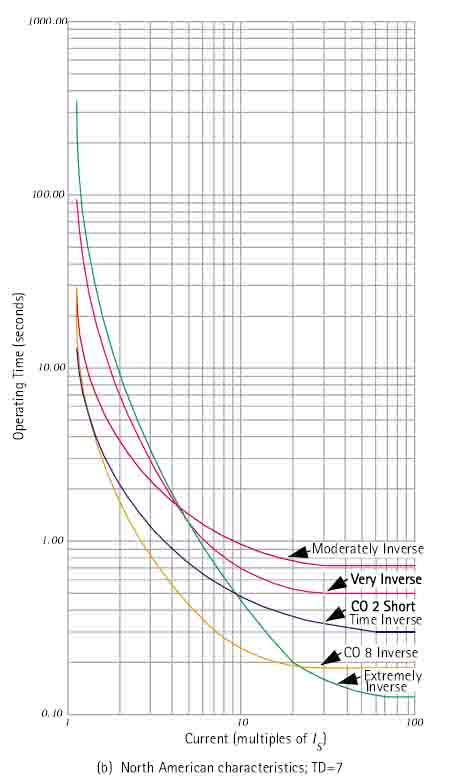 1000.00
100.00
10.00
1.00
0.10
Operating Time (seconds)
Moderately Inverse
Very Inverse
CO 2 Short
Time Inverse
CO 8 Inverse
Extremely
Inverse
1
10
100
Current (multiples of IS)
(b) North American characteristics; TD=7